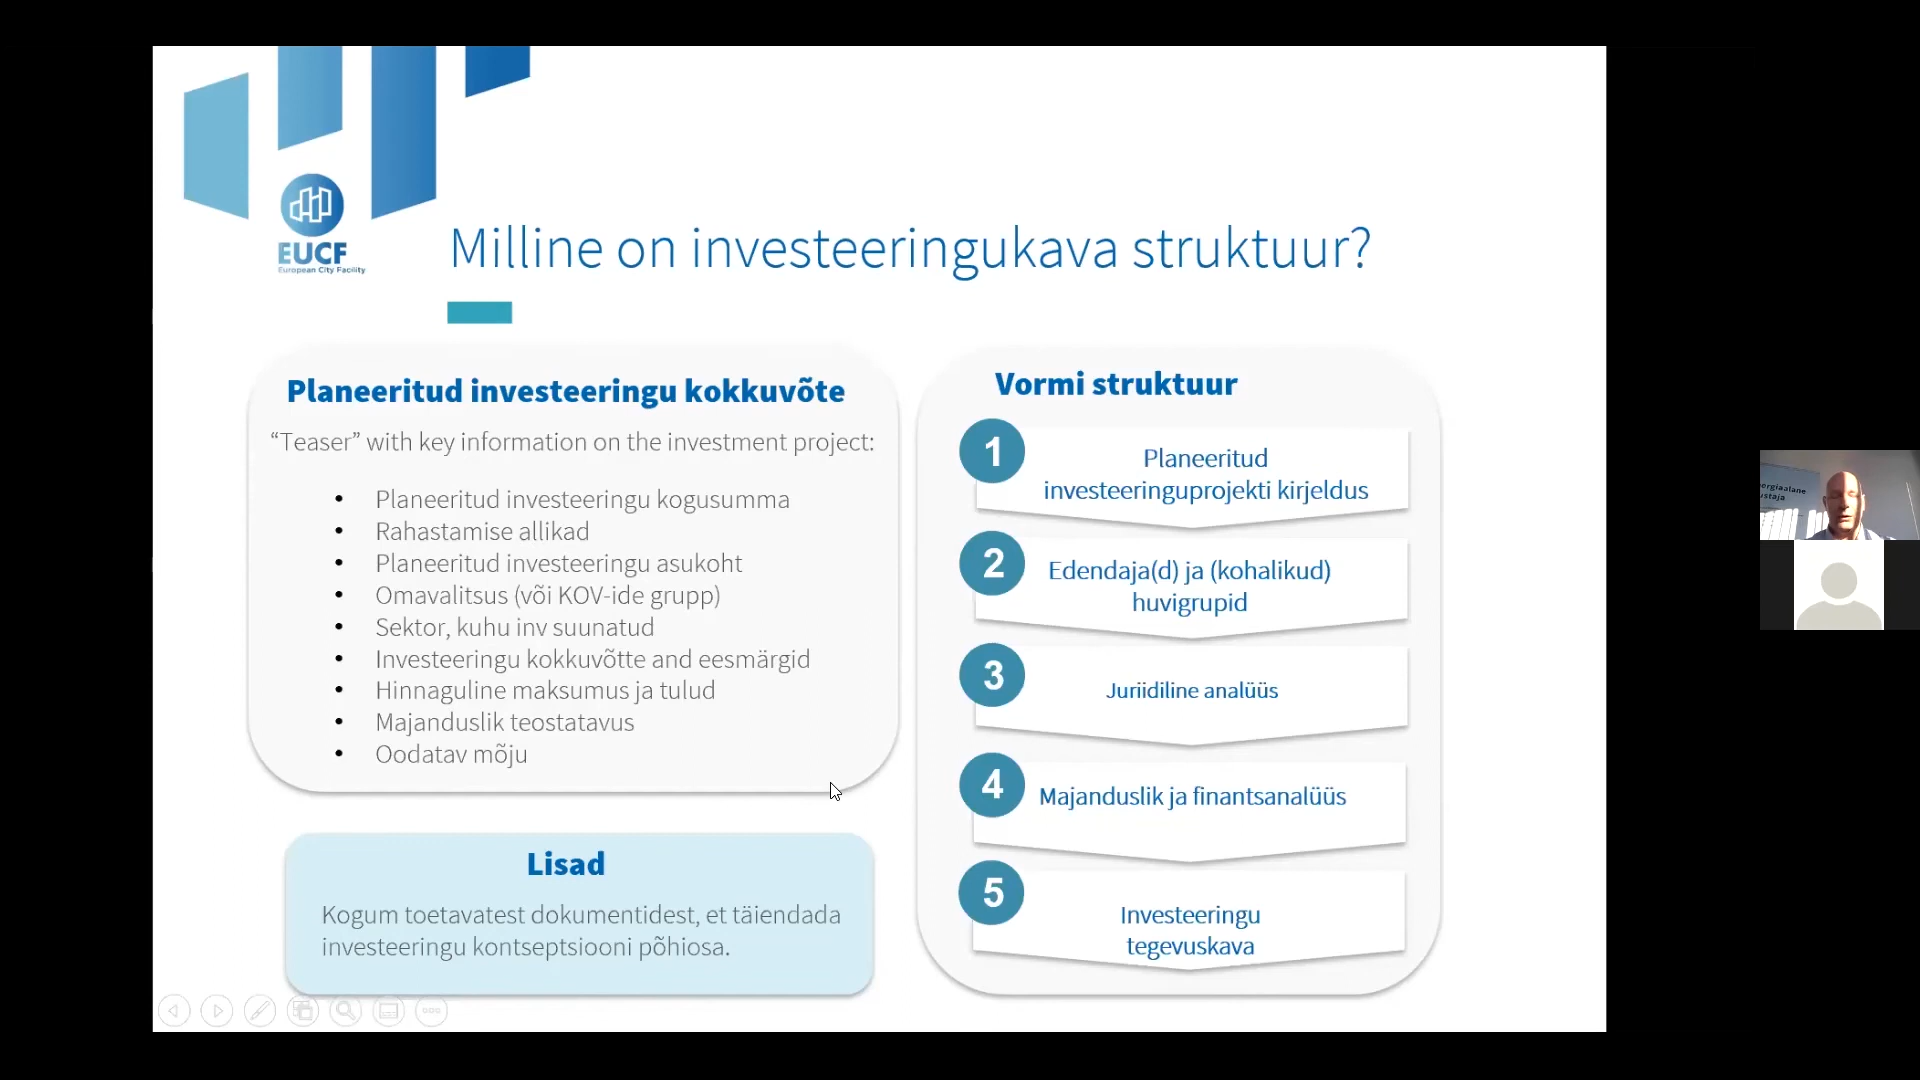 EUCF
European City Facility
Milline on investeeringukava struktuur?
Planeeritud investeeringu kokkuvõte
“Teaser” with key information on the investment project:
• Planeeritud investeeringu kogusumma
• Rahastamise allikad
• Planeeritud investeeringu asukoht
• Omavalitsus (või KOV-ide grupp)
• Sektor, kuhu inv suunatud
• Investeeringu kokkuvõtte and eesmärgid
• Hinnaguline maksumus ja tulud
• Majanduslik teostatavus
• Oodatav mõju
Lisad
Kogum toetavatest dokumentidest, et täiendada
investeeringu kontseptsiooni põhiosa.
Vormi struktuur
1
Planeeritud
investeeringuprojekti kirjeldus
2
Edendaja(d) ja (kohalikud)
huvigrupid
3
Juriidiline analüüs
4
Majanduslik ja finantsanalüüs
5
Investeeringu
tegevuskava